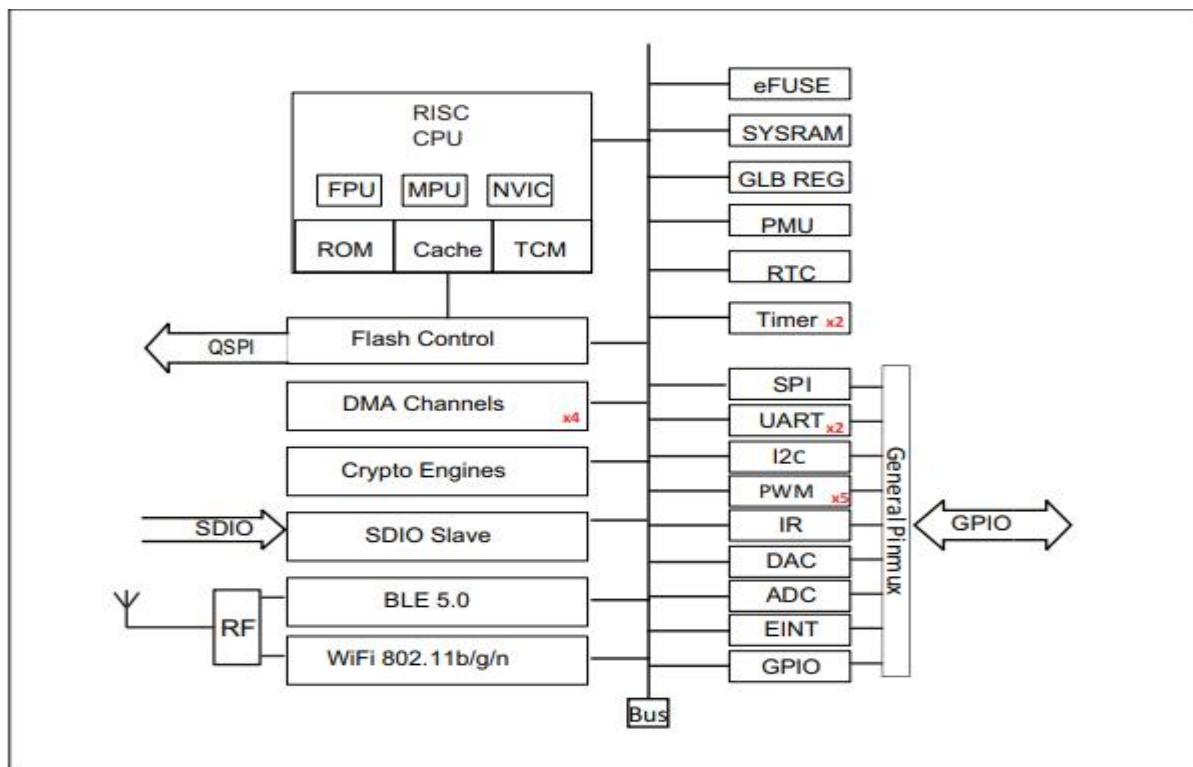 RISC
CPU
FPU
MPU
NVIC
ROM
Cache
TCM
QSPI
Flash Control
DMA Channels x4
Crypto Engines
SDIO
SDIO Slave
RF
BLE 5.0
WiFi 802.11b/g/n
Bus
eFUSE
SYSRAM
GLB REG
PMU
RTC
Timer x2
SPI
UART x2
I2C
PWM x5
IR
DAC
ADC
EINT
GPIO
General Pinmux
GPIO